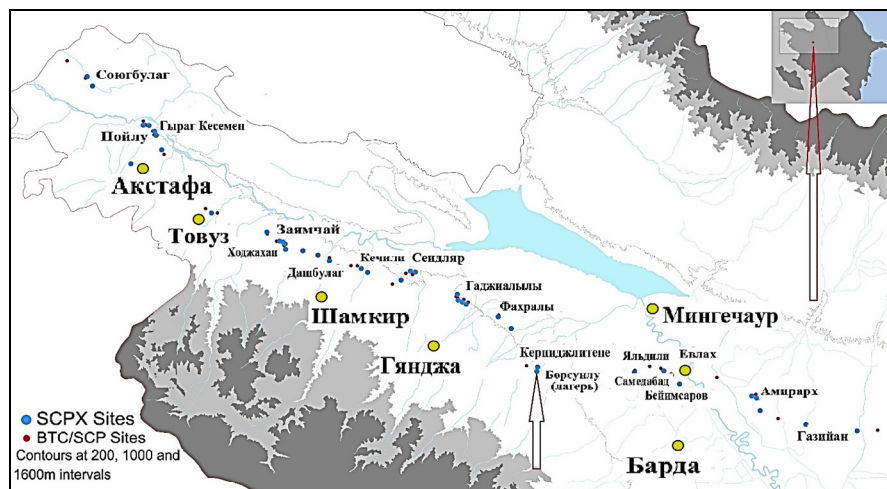 Союгбулаг
Гыраг Кесемен
Пойлу
Акстафа
Товуз
Заямчай
Ходжахан
Дашбулаг
Кечили
Сендляр
Шамкир
Гаджиалылы
Фахралы
Гянджа
Мингечаур
Керпиджлитепе
Борсунлу
(лагерь)
Яльдили
Евлах
Самедабад
Бейимсаров
Амирарх
Газийан
Барда
SCPX Sites
BTC/SCP Sites
Contours at 200, 1000 and
1600m intervals